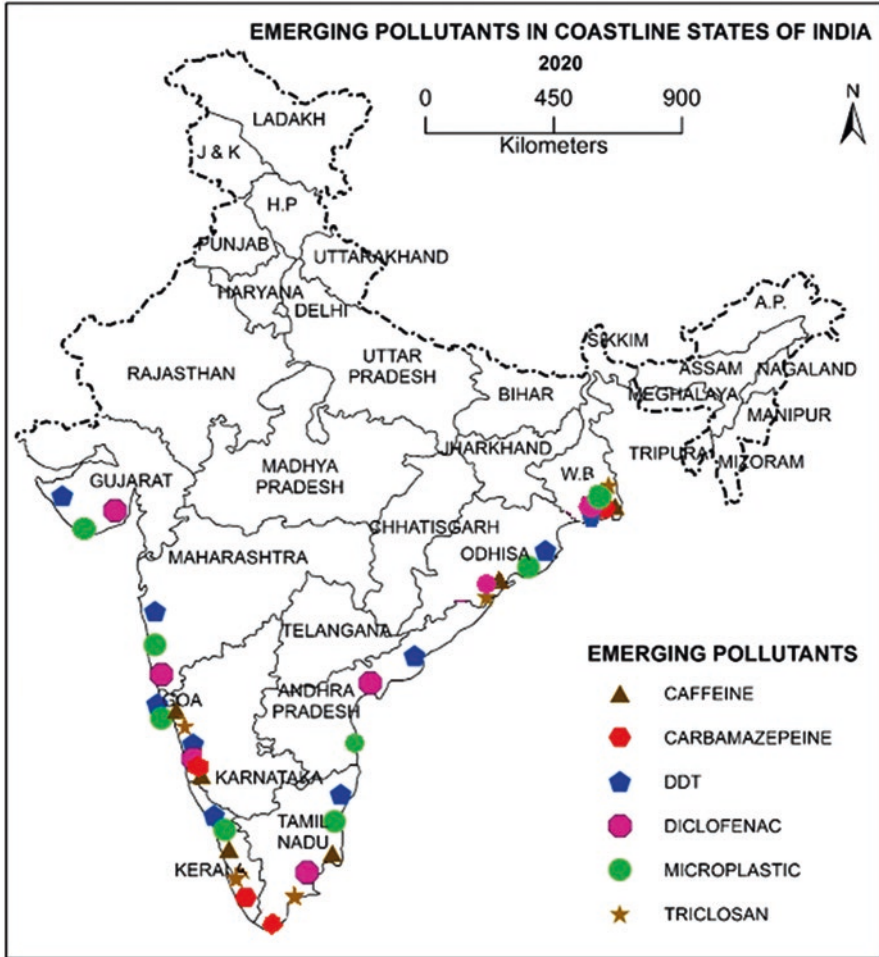 EMERGING POLLUTANTS IN COASTLINE STATES OF INDIA
2020
0 450 900
Kilometers
N
LADAKH
J & K
H.P
PUNJAB
UTTARAKHAND
HARYANA
DELHI
A.P.
SIKKIM
UTTAR
PRADESH
RAJASTHAN
ASSAM
NAGALAND
BIHAR
MEGHALAYA
MANIPUR
JHARKHAND
TRIPURA
MIZORAM
MADHYA
PRADESH
W.B
GUJARAT
CHHATISGARH
ODHISA
MAHARASHTRA
TELANGANA
ANDHRA
PRADESH
GOA
KARNATAKA
TAMIL
NADU
EMERGING POLLUTANTS
CAFFEINE
CARBAMAZEPEINE
DDT
DICLOFENAC
MICROPLASTIC
TRICLOSAN